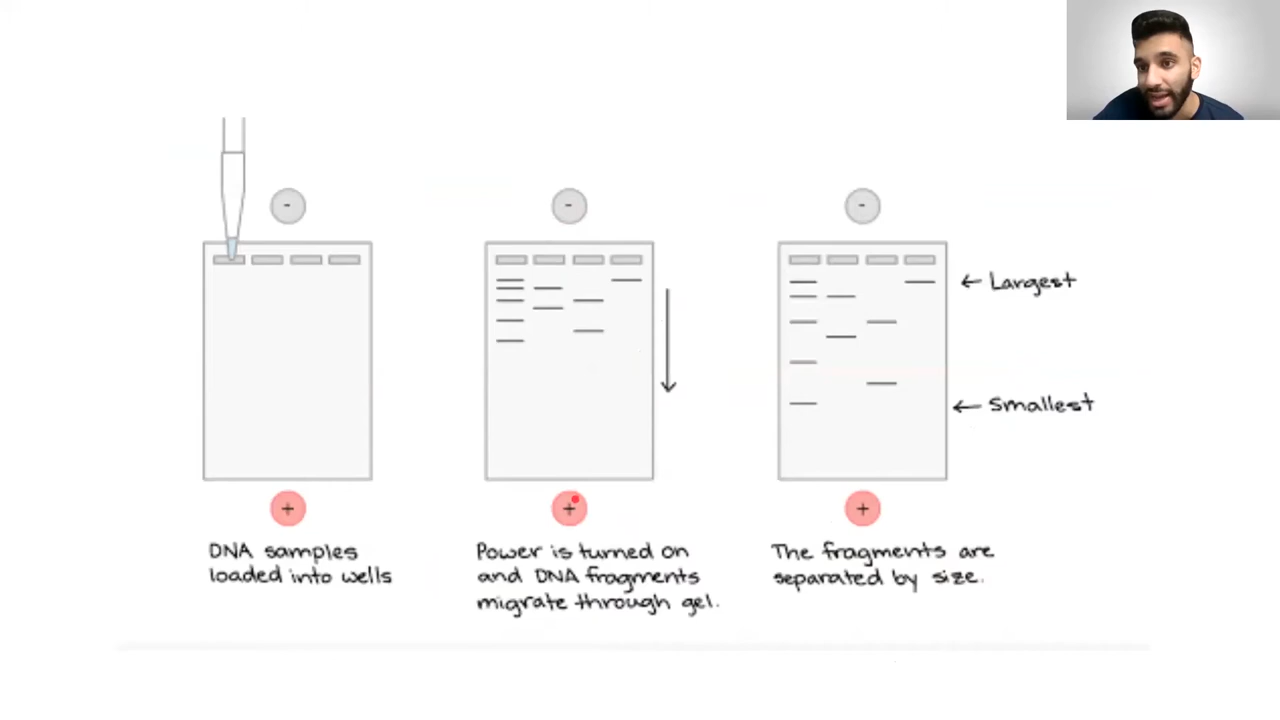 -
-
-
← Largest
← Smallest
+
+
+
DNA samples
loaded into wells
Power is turned on
and DNA fragments
migrate through gel.
The fragments are
separated by size.